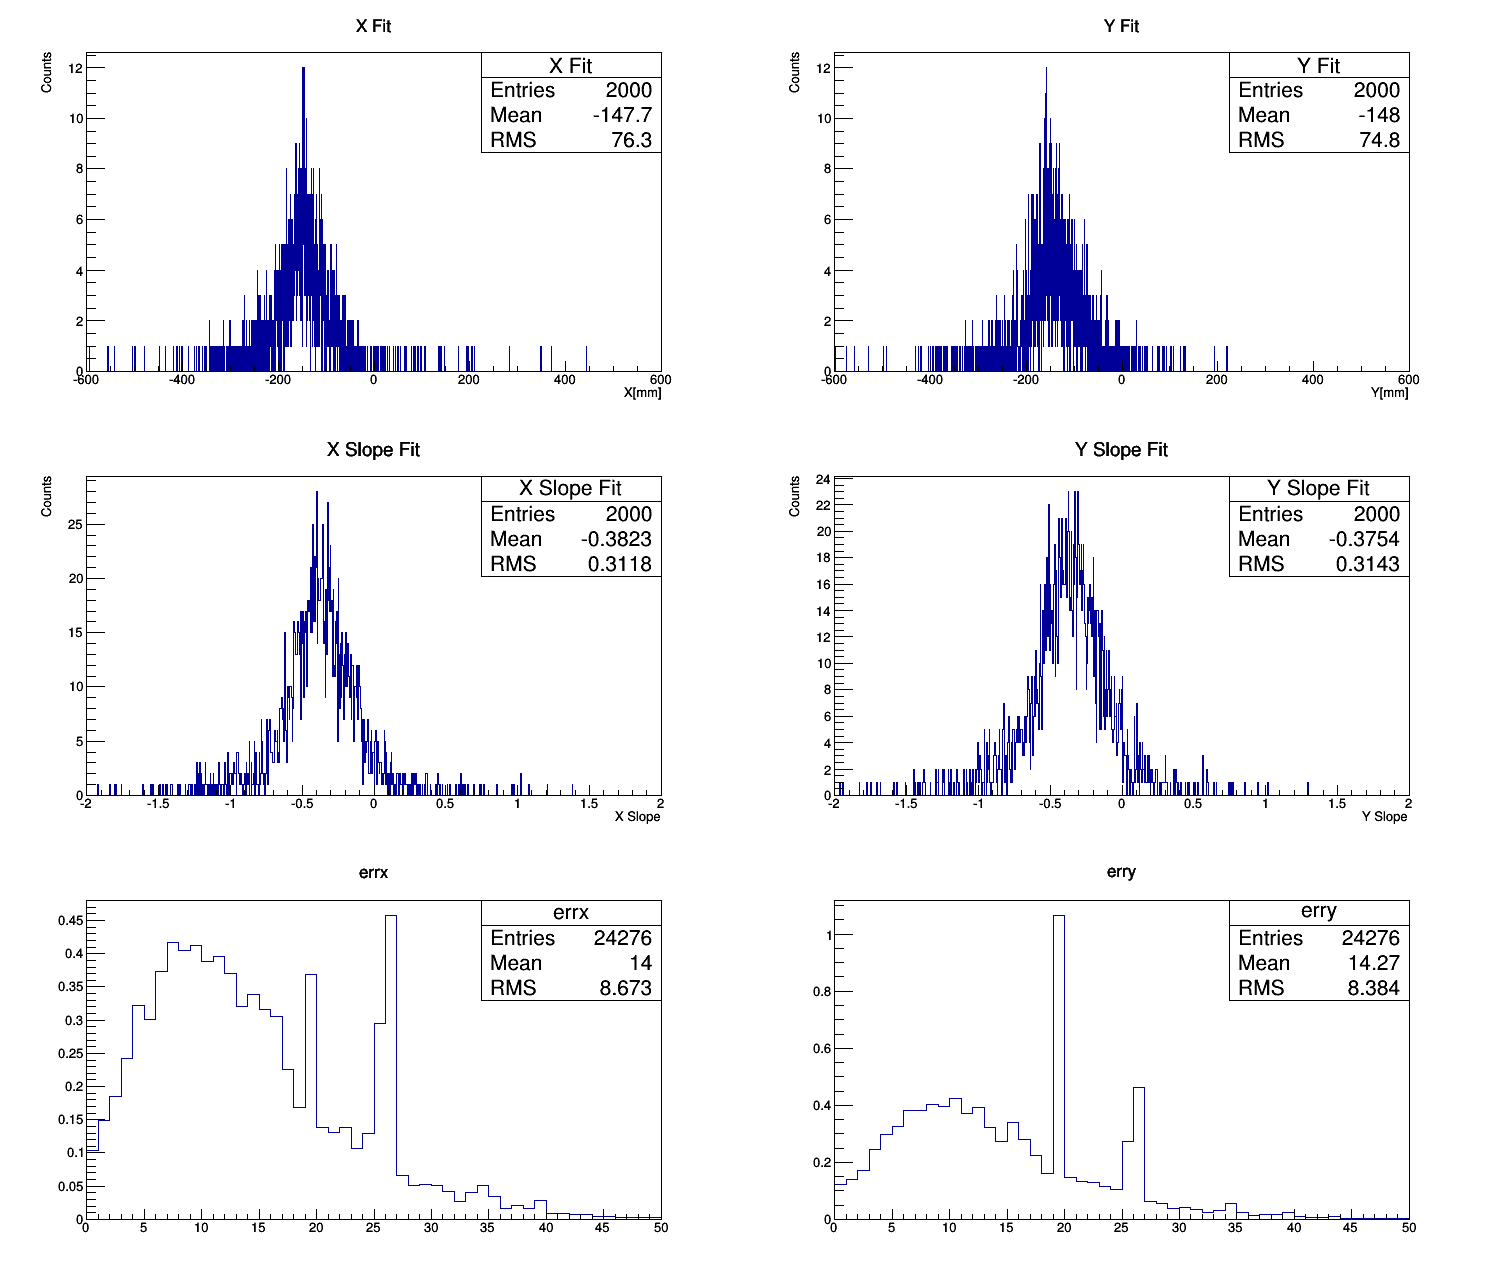 X Fit
Counts
X Fit
Entries 2000
Mean -147.7
RMS 76.3
12
10
8
6
4
2
0
-600 -400 -200 0 200 400 600
X[mm]
Y Fit
Counts
Y Fit
Entries 2000
Mean -148
RMS 74.8
12
10
8
6
4
2
0
-600 -400 -200 0 200 400 600
Y[mm]
X Slope Fit
Counts
X Slope Fit
Entries 2000
Mean -0.3823
RMS 0.3118
25
20
15
10
5
0
-2 -1.5 -1 -0.5 0 0.5 1 1.5 2
X Slope
Y Slope Fit
Counts
Y Slope Fit
Entries 2000
Mean -0.3754
RMS 0.3143
24
22
20
18
16
14
12
10
8
6
4
2
0
-2 -1.5 -1 -0.5 0 0.5 1 1.5 2
Y Slope
errx
errx
Entries 24276
Mean 14
RMS 8.673
0.45
0.4
0.35
0.3
0.25
0.2
0.15
0.1
0.05
0
0 5 10 15 20 25 30 35 40 45 50
erry
erry
Entries 24276
Mean 14.27
RMS 8.384
1
0.8
0.6
0.4
0.2
0
0 5 10 15 20 25 30 35 40 45 50